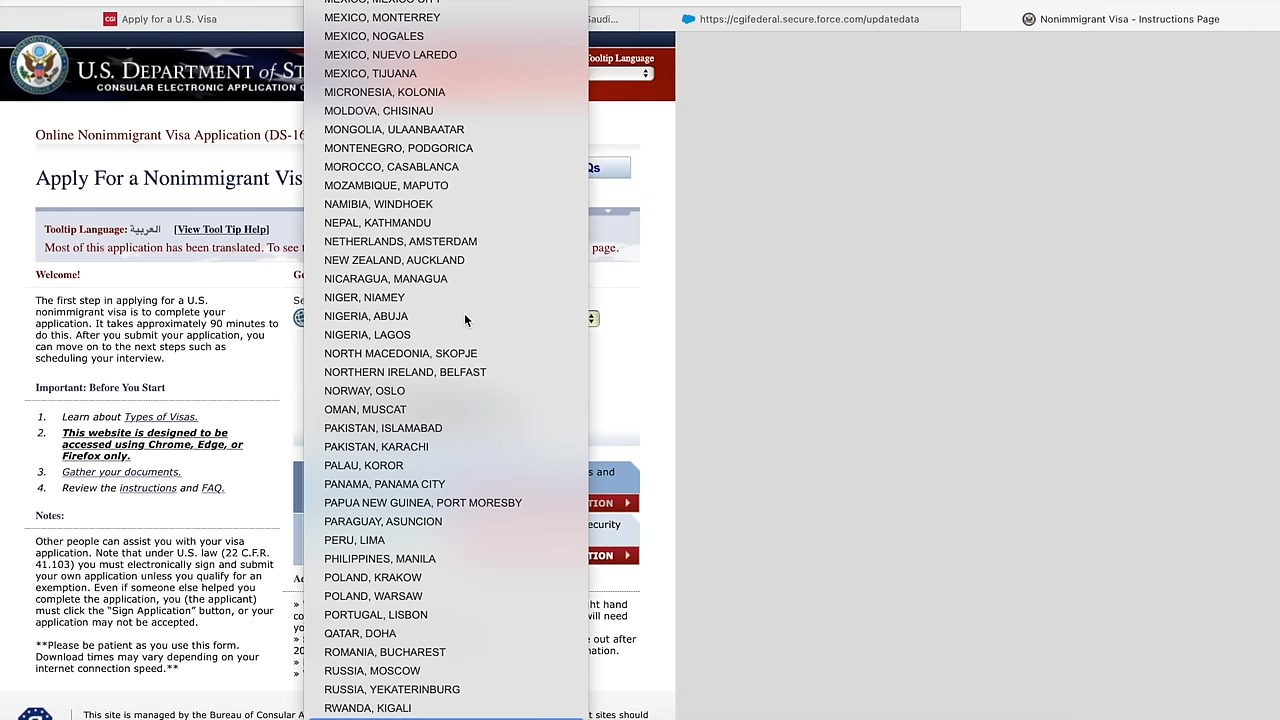 Apply for a U.S. Visa
Saudi...
https://cgifederal.secure.force.com/updatedata
Nonimmigrant Visa - Instructions Page
U.S. DEPARTMENT of ST
CONSULAR ELECTRONIC APPLICATION C
Tooltip Language
Online Nonimmigrant Visa Application (DS-16
Apply For a Nonimmigrant Vis
Qs
Tooltip Language: العربية [View Tool Tip Help]
Most of this application has been translated. To see t
page.
Welcome!
The first step in applying for a U.S.
nonimmigrant visa is to complete your
application. It takes approximately 90 minutes to
do this. After you submit your application, you
can move on to the next steps such as
scheduling your interview.
Important: Before You Start
1. Learn about Types of Visas.
2. This website is designed to be
accessed using Chrome, Edge, or
Firefox only.
3. Gather your documents.
4. Review the instructions and FAQ.
Notes:
Other people can assist you with your visa
application. Note that under U.S. law (22 C.F.R.
41.103) you must electronically sign and submit
your own application unless you qualify for an
exemption. Even if someone else helped you
complete the application, you (the applicant)
must click the “Sign Application” button, or your
application may not be accepted.
**Please be patient as you use this form.
Download times may vary depending on your
internet connection speed.**
MEXICO, MEXICO CITY
MEXICO, MONTERREY
MEXICO, NOGALES
MEXICO, NUEVO LAREDO
MEXICO, TIJUANA
MICRONESIA, KOLONIA
MOLDOVA, CHISINAU
MONGOLIA, ULAANBAATAR
MONTENEGRO, PODGORICA
MOROCCO, CASABLANCA
MOZAMBIQUE, MAPUTO
NAMIBIA, WINDHOEK
NEPAL, KATHMANDU
NETHERLANDS, AMSTERDAM
NEW ZEALAND, AUCKLAND
NICARAGUA, MANAGUA
NIGER, NIAMEY
NIGERIA, ABUJA
NIGERIA, LAGOS
NORTH MACEDONIA, SKOPJE
NORTHERN IRELAND, BELFAST
NORWAY, OSLO
OMAN, MUSCAT
PAKISTAN, ISLAMABAD
PAKISTAN, KARACHI
PALAU, KOROR
PANAMA, PANAMA CITY
PAPUA NEW GUINEA, PORT MORESBY
PARAGUAY, ASUNCION
PERU, LIMA
PHILIPPINES, MANILA
POLAND, KRAKOW
POLAND, WARSAW
PORTUGAL, LISBON
QATAR, DOHA
ROMANIA, BUCHAREST
RUSSIA, MOSCOW
RUSSIA, YEKATERINBURG
RWANDA, KIGALI
s and
TION
ecurity
TION
ht hand
will need
e out after
mation.
This site is managed by the Bureau of Consular A
t sites should